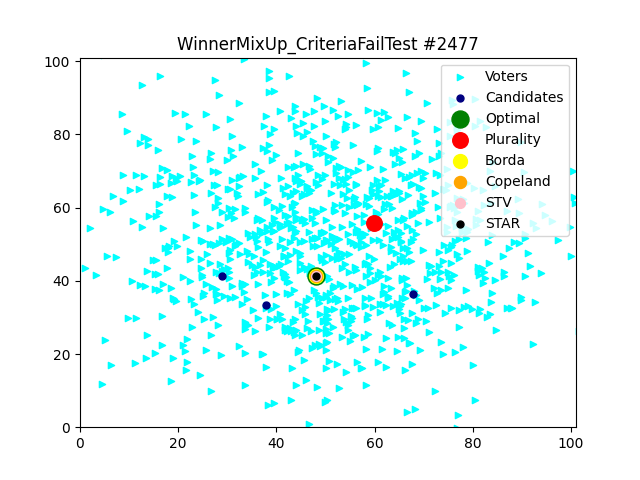 WinnerMixUp_CriteriaFailTest #2477
100
80
60
40
20
0
0 20 40 60 80 100
Voters
Candidates
Optimal
Plurality
Borda
Copeland
STV
STAR